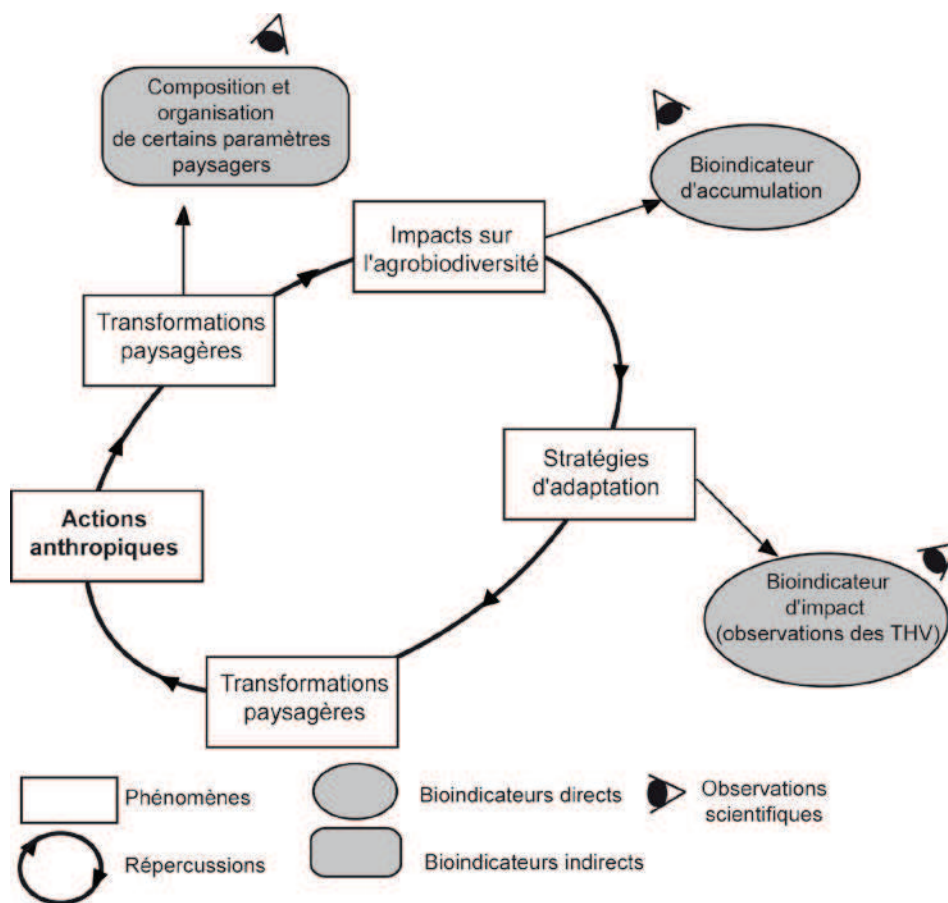 Composition et
organisation
de certains paramètres
paysagers
Bioindicateur
d'accumulation
Impacts sur
l'agrobiodiversité
Transformations
paysagères
Stratégies
d'adaptation
Actions
anthropiques
Bioindicateur
d'impact
(observations des THV)
Transformations
paysagères
Phénomènes
Bioindicateurs directs
Observations
scientifiques
Répercussions
Bioindicateurs indirects